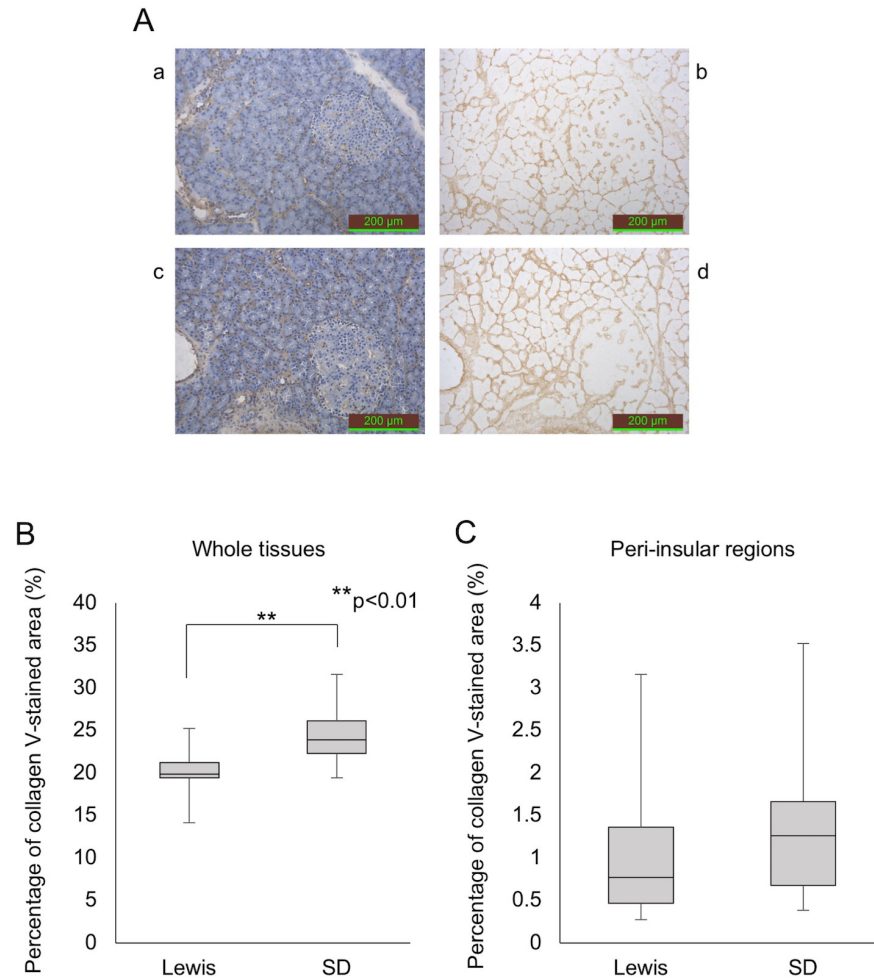 A
a
b
200 µm
200 µm
c
d
200 µm
200 µm
B
Whole tissues
Percentage of collagen V-stained area (%)
**p<0.01
**
40
35
30
25
20
15
10
5
0
Lewis SD
C
Peri-insular regions
Percentage of collagen V-stained area (%)
4
3.5
3
2.5
2
1.5
1
0.5
0
Lewis SD